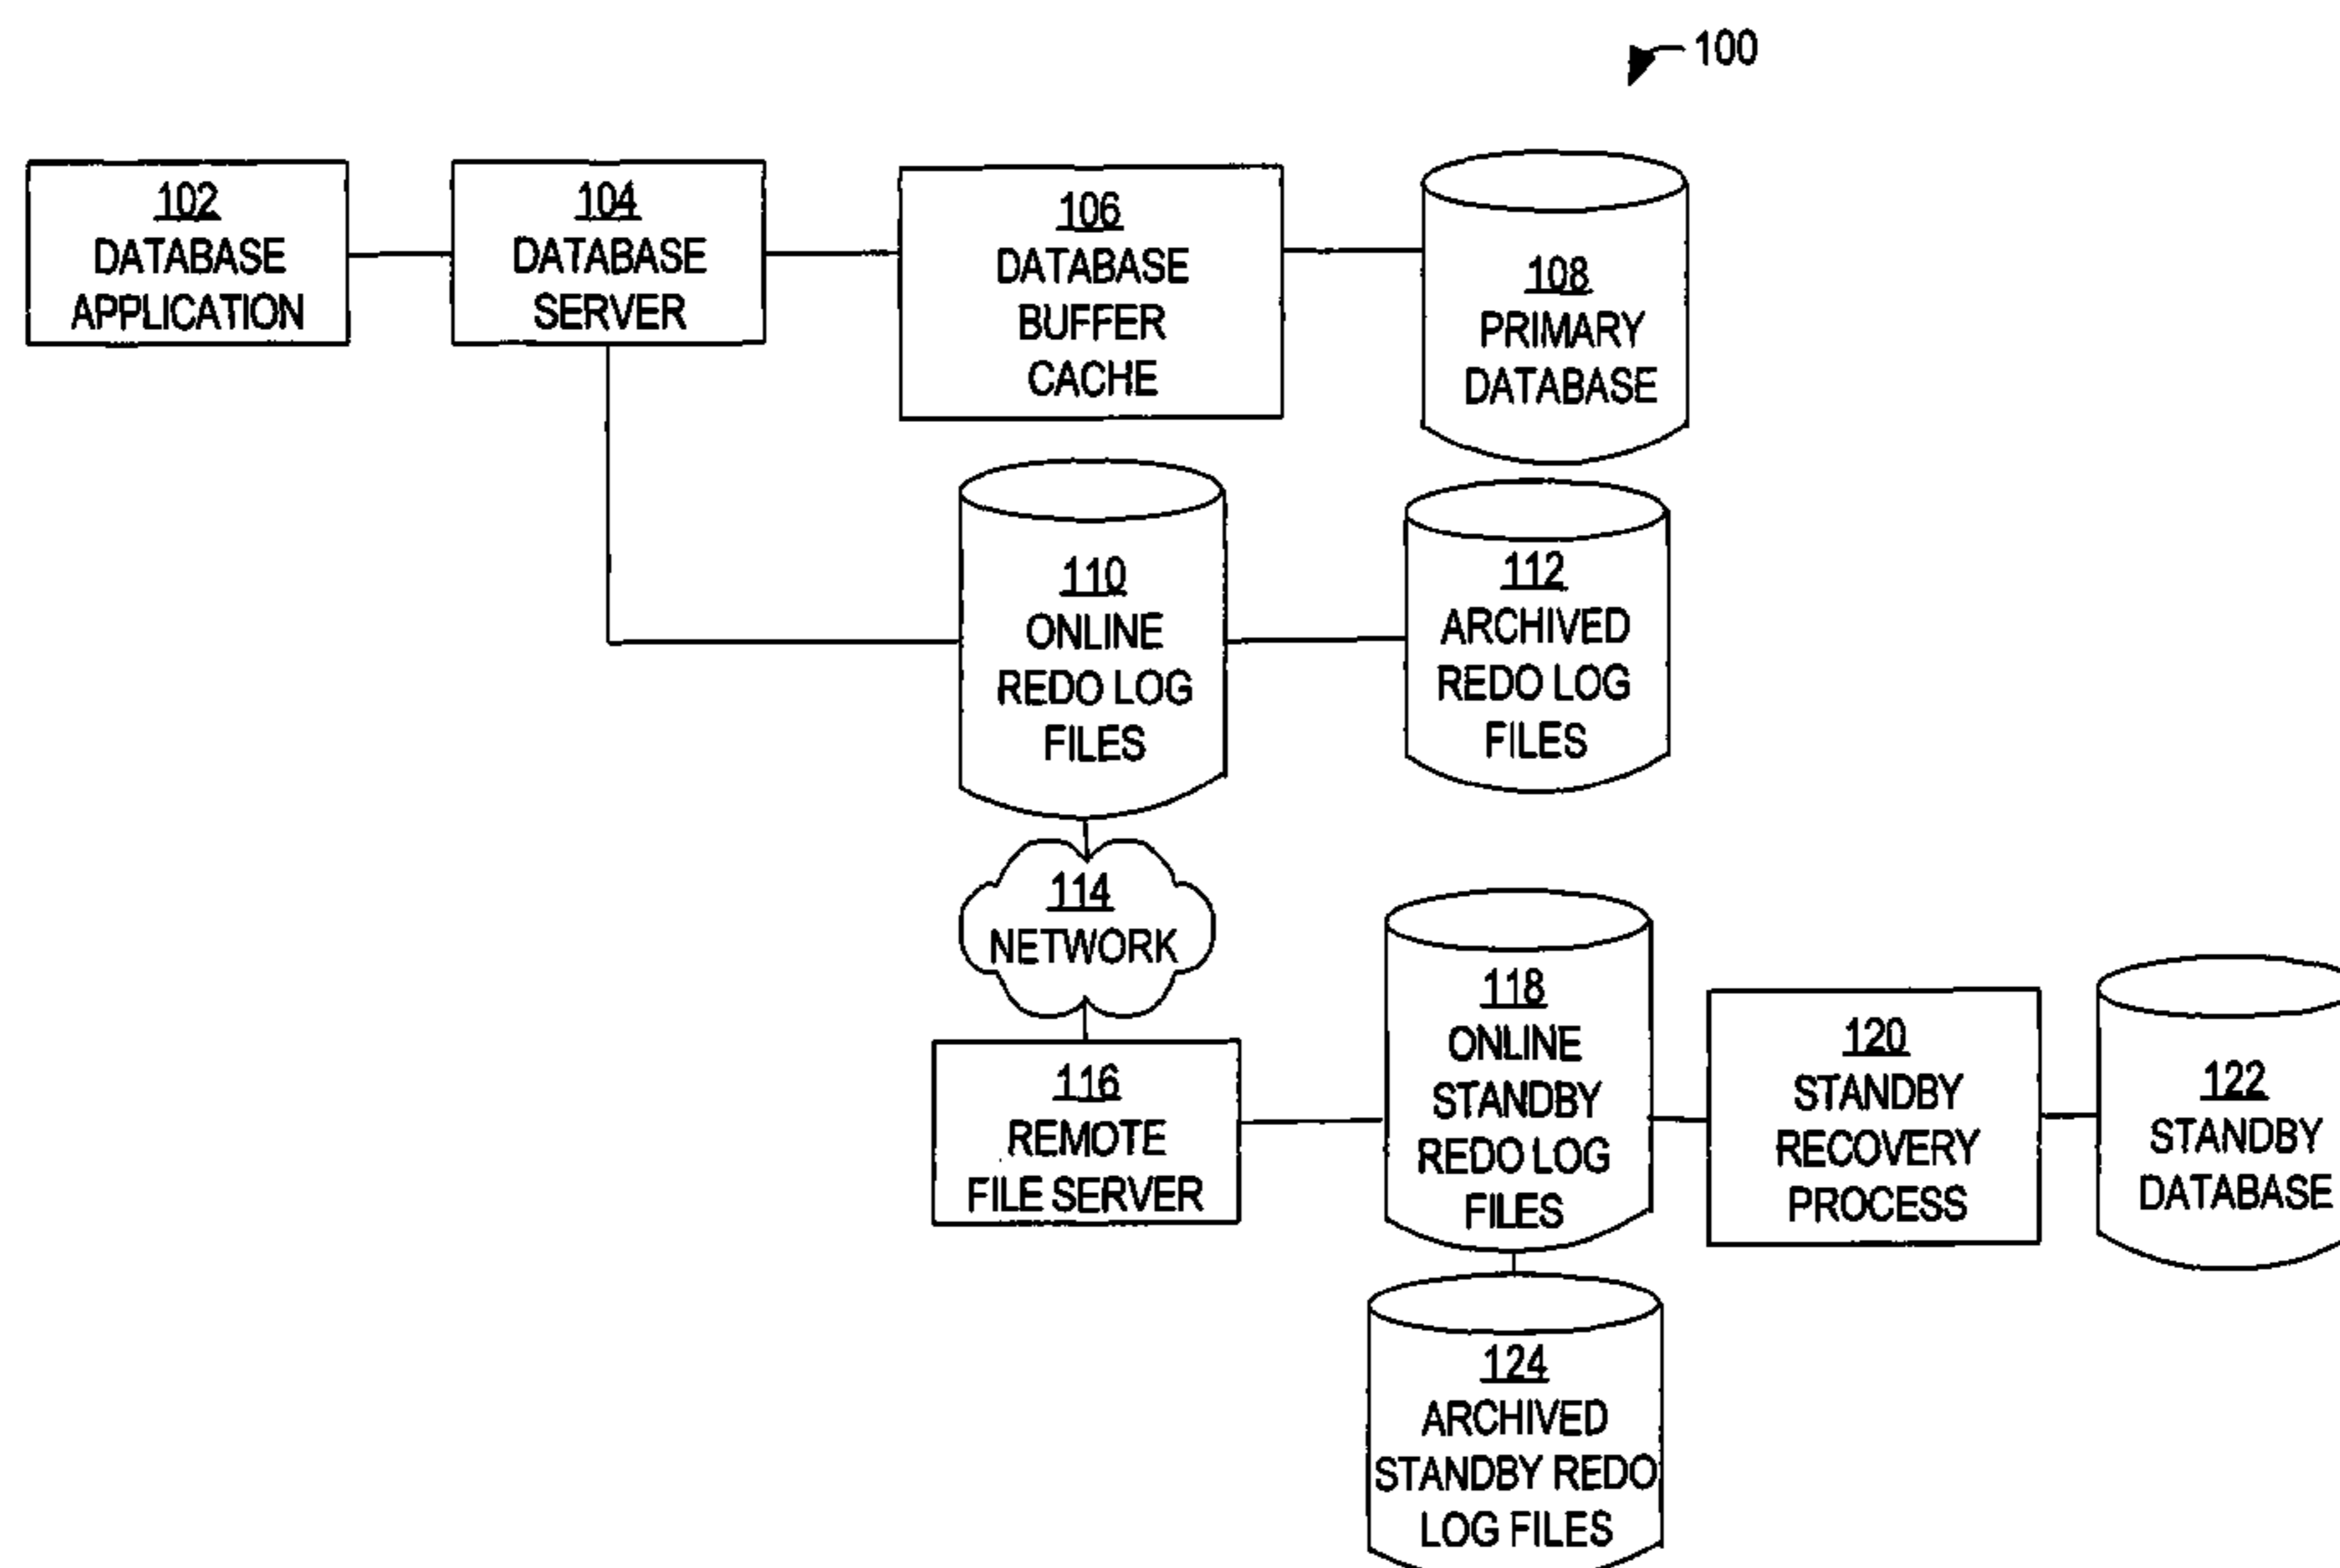 100
102
DATABASE
APPLICATION
104
DATABASE
SERVER
106
DATABASE
BUFFER
CACHE
108
PRIMARY
DATABASE
110
ONLINE
REDO LOG
FILES
112
ARCHIVED
REDO LOG
FILES
114
NETWORK
116
REMOTE
FILE SERVER
118
ONLINE
STANDBY
REDO LOG
FILES
120
STANDBY
RECOVERY
PROCESS
122
STANDBY
DATABASE
124
ARCHIVED
STANDBY REDO
LOG FILES